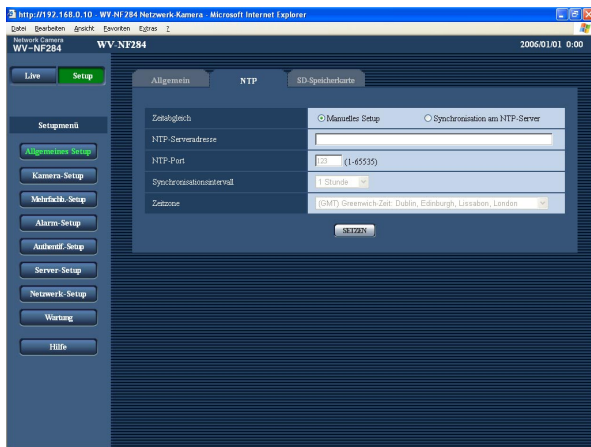 http://192.168.0.10 - WV-NF284 Netzwerk-Kamera - Microsoft Internet Explorer
Datei Bearbeiten Ansicht Favoriten Extras ?
Network Camera
WV-NF284
WV-NF284
2006/01/01 0:00
Live Setup
Allgemein NTP SD-Speicherkarte
Setupmenü
Allgemeines Setup
Kamera-Setup
Mehrfachb.-Setup
Alarm-Setup
Authentif.-Setup
Server-Setup
Netzwerk-Setup
Wartung
Hilfe
Zeitabgleich Manuelles Setup Synchronisation am NTP-Server
NTP-Serveradresse
NTP-Port 123 (1-65535)
Synchronisationsintervall 1 Stunde
Zeitzone (GMT) Greenwich-Zeit: Dublin, Edinburgh, Lissabon, London
SETZEN